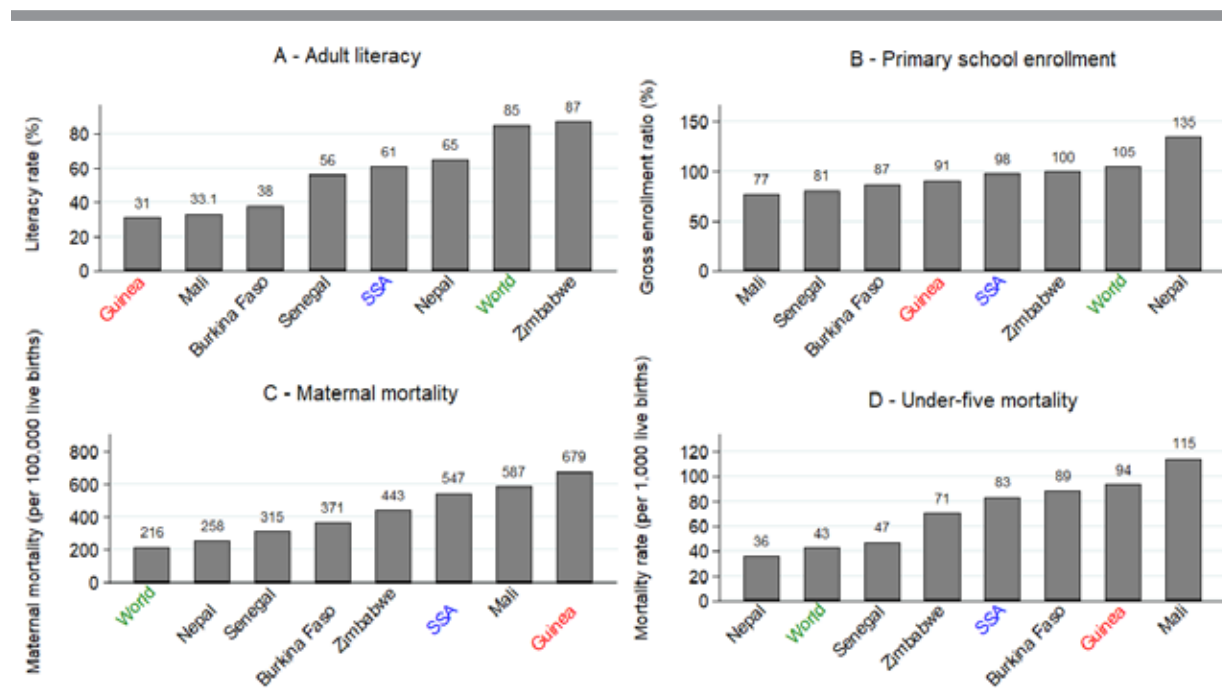 A - Adult literacy
Literacy rate (%)
80
60
40
20
0
31
33.1
38
56
61
65
85
87
Guinea
Mali
Burkina Faso
Senegal
SSA
Nepal
World
Zimbabwe
B - Primary school enrollment
Gross enrollment ratio (%)
150
100
50
0
77
81
87
91
98
100
105
135
Mali
Senegal
Burkina Faso
Guinea
SSA
Zimbabwe
World
Nepal
C - Maternal mortality
Maternal mortality (per 100,000 live births)
800
600
400
200
0
216
258
315
371
443
547
587
679
World
Nepal
Senegal
Burkina Faso
Zimbabwe
SSA
Mali
Guinea
D - Under-five mortality
Mortality rate (per 1,000 live births)
120
100
80
60
40
20
0
36
43
47
71
83
89
94
115
Nepal
World
Senegal
Zimbabwe
SSA
Burkina Faso
Guinea
Mali